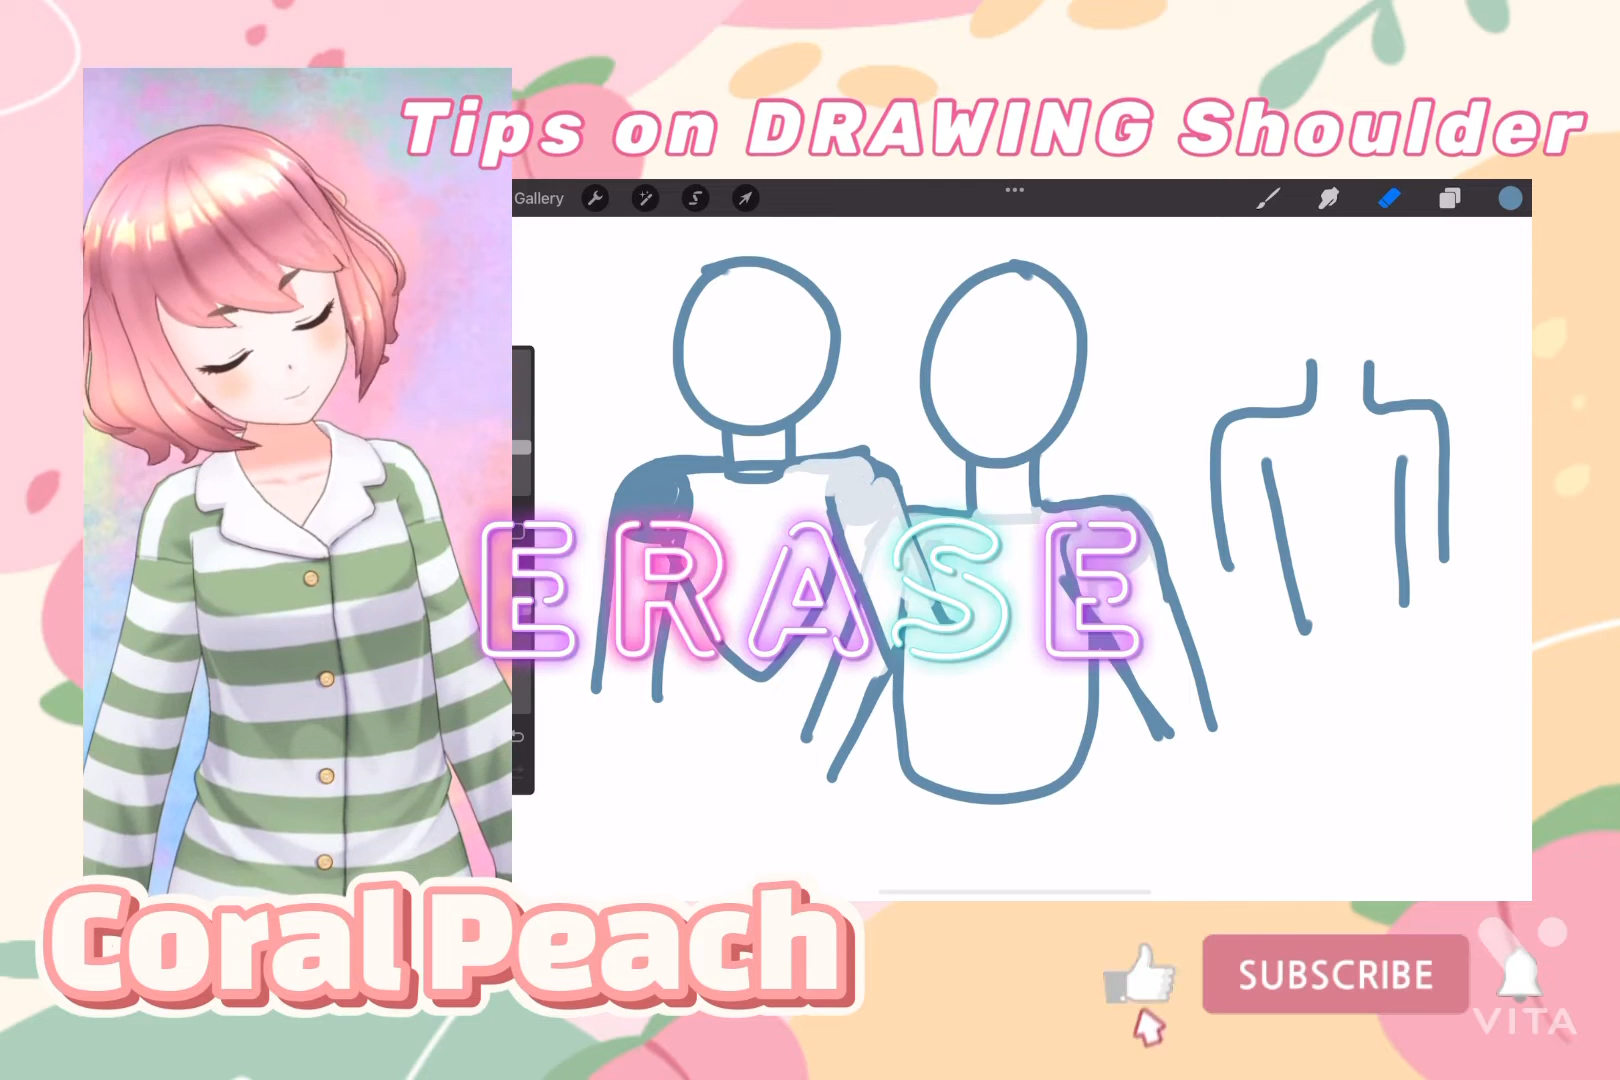 Tips on DRAWING Shoulder
Gallery
ERASE
Coral Peach
SUBSCRIBE
VITA